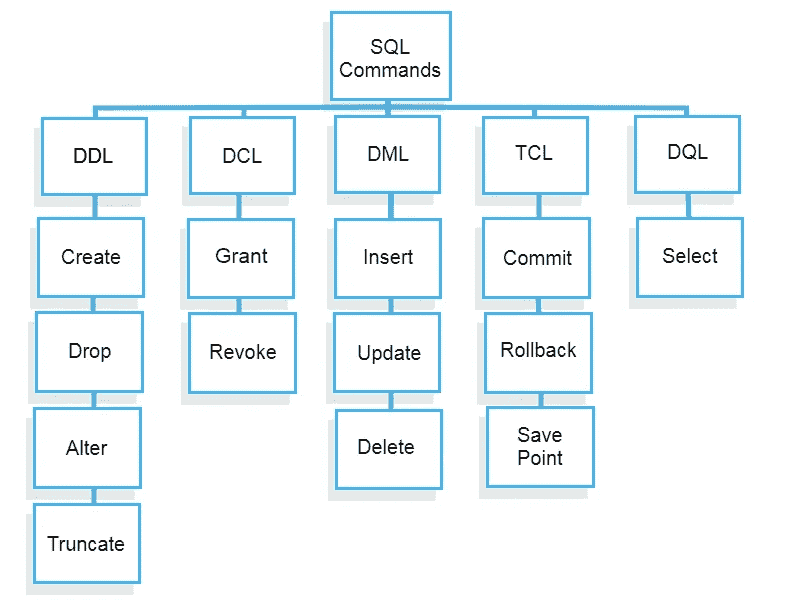 SQL
Commands
DDL
DCL
DML
TCL
DQL
Create
Grant
Insert
Commit
Select
Drop
Revoke
Update
Rollback
Alter
Delete
Save
Point
Truncate